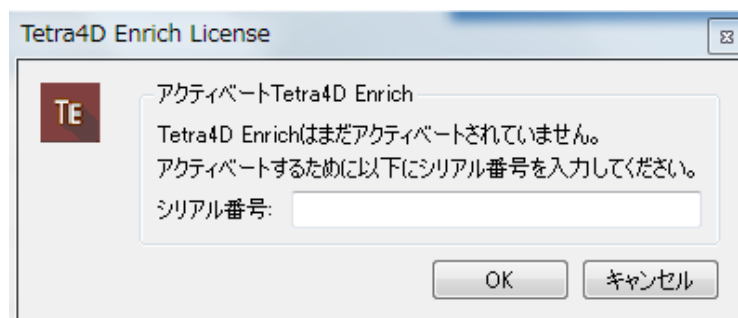 Tetra4D Enrich License
TE
アクティベートTetra4D Enrich
Tetra4D Enrichはまだアクティベートされていません。
アクティベートするために以下にシリアル番号を入力してください。
シリアル番号:
OK
キャンセル